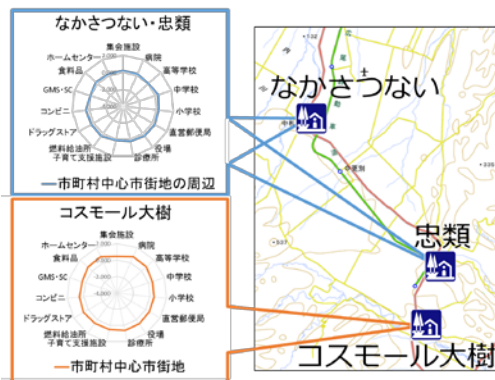 なかさつない・忠類
集会施設
ホームセンター
病院
食料品
高等学校
GMS・SC
中学校
コンビニ
小学校
ドラッグストア
直営郵便局
燃料給油所
役場
子育て支援施設
診療所
市町村中心市街地の周辺
コスモール大樹
集会施設
ホームセンター
病院
食料品
高等学校
GMS・SC
中学校
コンビニ
小学校
ドラッグストア
直営郵便局
燃料給油所
役場
子育て支援施設
診療所
市町村中心市街地
なかさつない
忠類
コスモール大樹